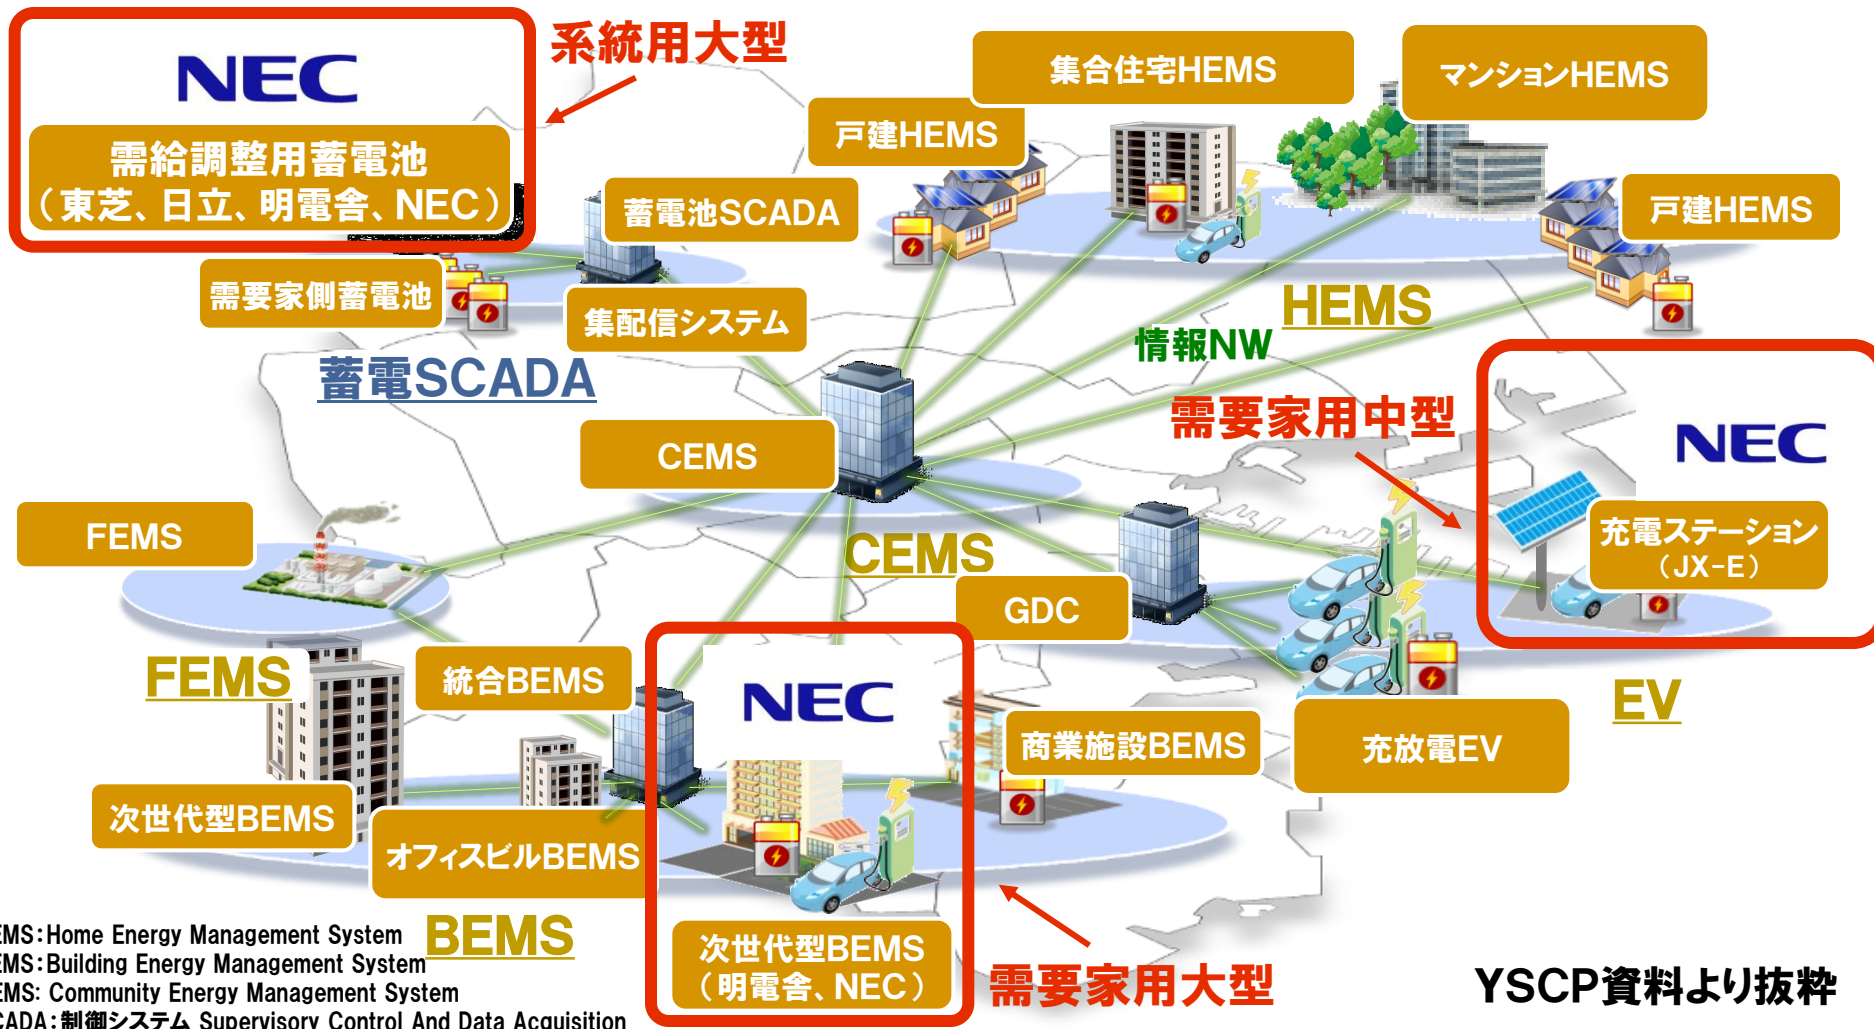 NEC
需給調整用蓄電池
（東芝、日立、明電舎、NEC）
系統用大型
集合住宅HEMS
マンションHEMS
戸建HEMS
蓄電池SCADA
戸建HEMS
需要家側蓄電池
集配信システム
HEMS
情報NW
蓄電SCADA
需要家用中型
NEC
CEMS
充電ステーション
（JX-E）
FEMS
CEMS
GDC
FEMS
統合BEMS
NEC
商業施設BEMS
充放電EV
EV
次世代型BEMS
オフィスビルBEMS
BEMS
次世代型BEMS
（明電舎、NEC）
需要家用大型
EMS:Home Energy Management System
EMS:Building Energy Management System
EMS: Community Energy Management System
CADA:制御システム Supervisory Control And Data Acquisition
YSCP資料より抜粋